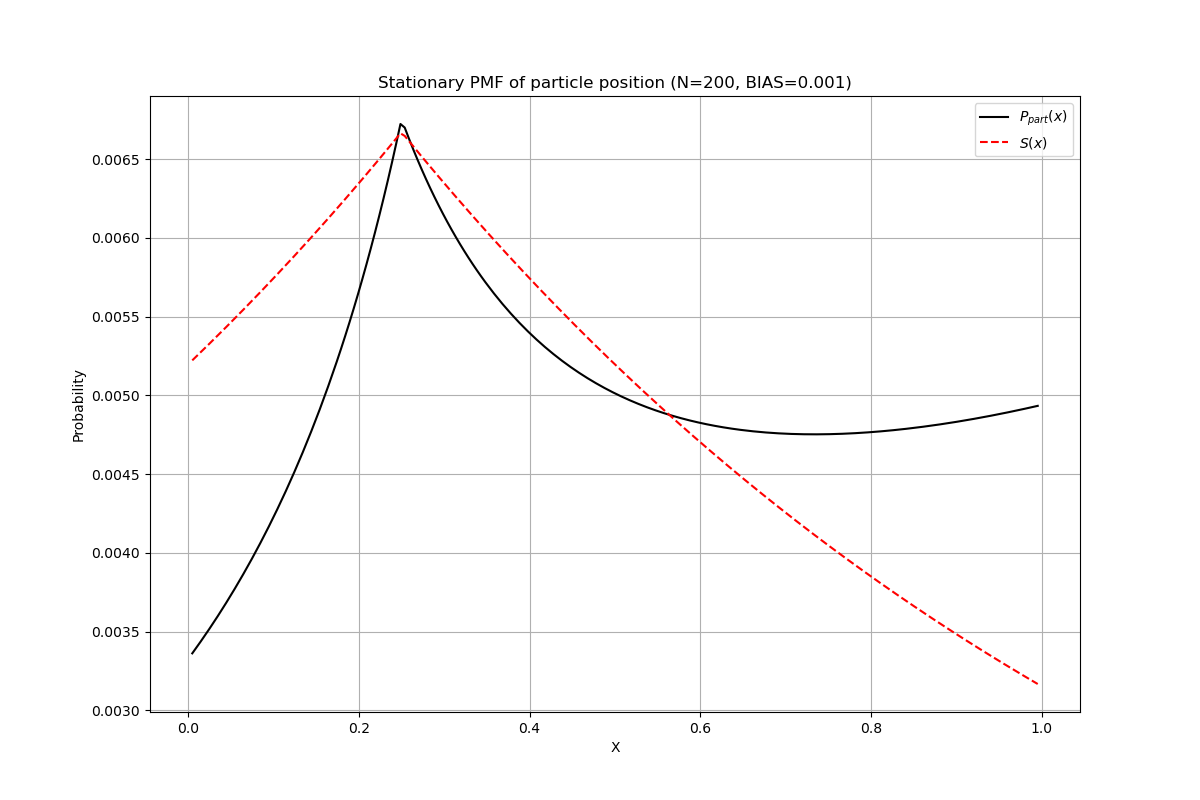 Stationary PMF of particle position (N=200, BIAS=0.001)
P_part(x)
S(x)
Probability
0.0065
0.0060
0.0055
0.0050
0.0045
0.0040
0.0035
0.0030
0.0 0.2 0.4 0.6 0.8 1.0
X